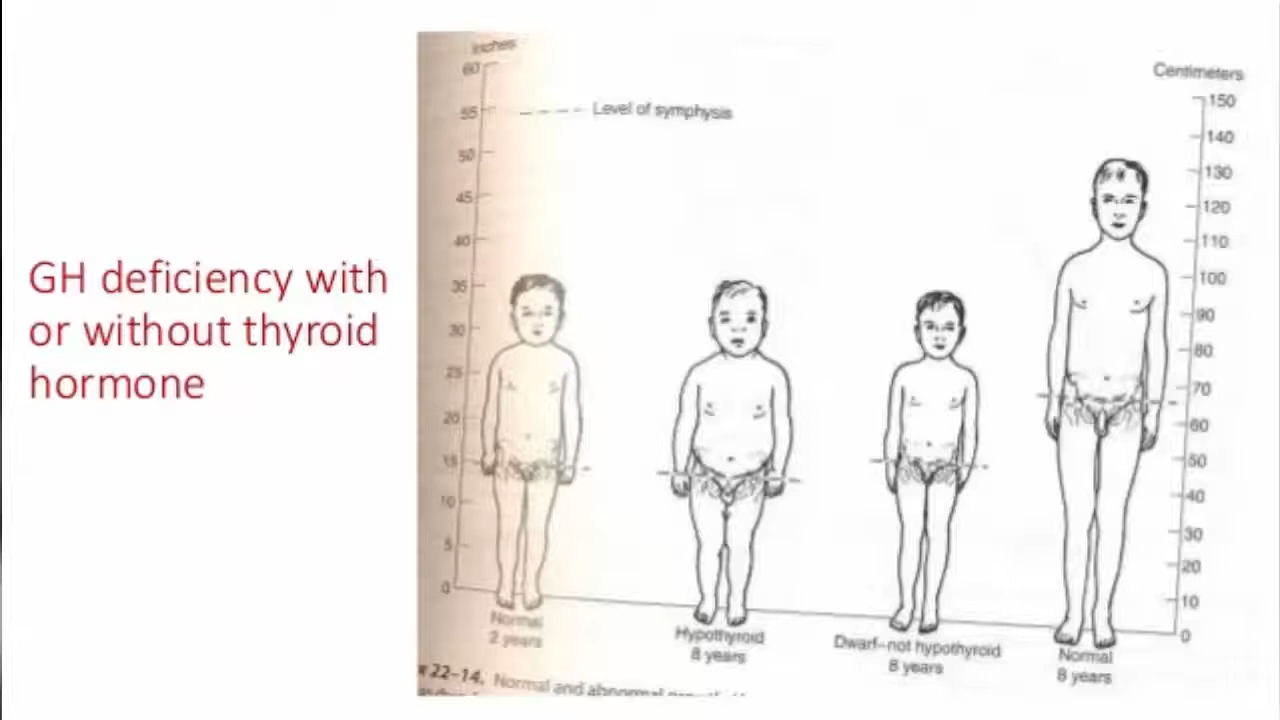 GH deficiency with
or without thyroid
hormone
Inches
60
55
50
45
40
35
30
25
20
15
10
5
0
Level of symphysis
Centimeters
150
140
130
120
110
100
90
80
70
60
50
40
30
20
10
0
Normal
2 years
Hypothyroid
8 years
Dwarf–not hypothyroid
8 years
Normal
8 years
22–14. Normal and abnormal